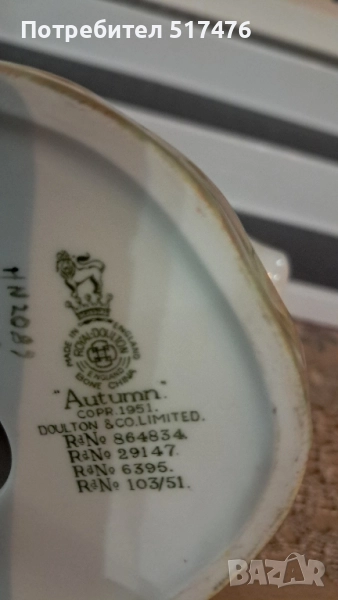 Потребител 517476
HN2087
MADE IN ENGLAND
ROYAL DOULTON
ENGLAND
BONE CHINA
"Autumn."
COPR.1951.
DOULTON & CO.LIMITED.
RdNo 864834.
RdNo 29147.
RdNo 6395.
RdNo 103/51.
BAZAR